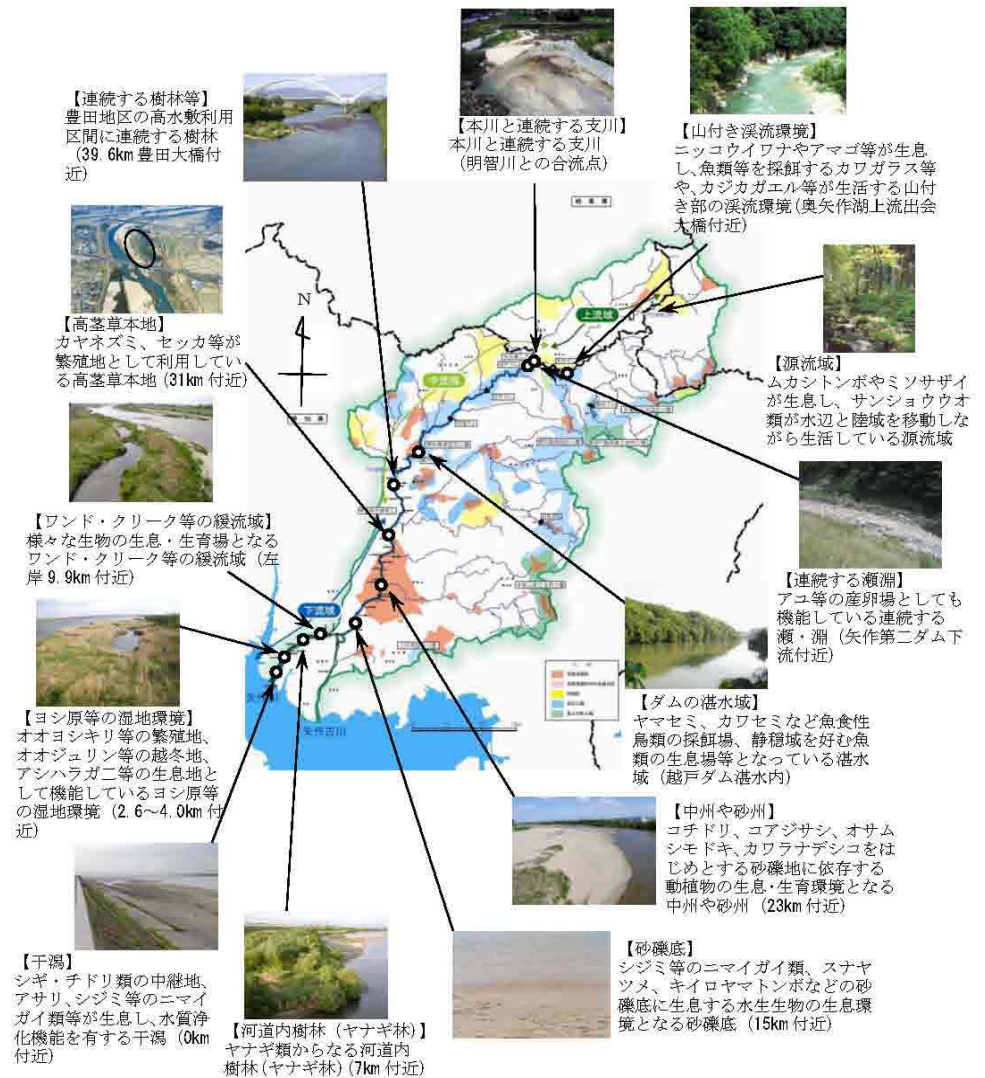 【連続する樹林等】
豊田地区の高水敷利用
区間に連続する樹林
(39.6km 豊田大橋付
近)
【本川と連続する支川】
本川と連続する支川
(明智川との合流点)
【山付き渓流環境】
ニッコウイワナやアマゴ等が生息
し、魚類等を採餌するカワガラス等
や、カジカガエル等が生活する山付
き部の渓流環境(奥矢作湖上流出会
大橋付近)
【高茎草本地】
カヤネズミ、セッカ等が
繁殖地として利用してい
る高茎草本地 (31km 付近)
【源流域】
ムカシトンボやミソサザイ
が生息し、サンショウウオ
類が水辺と陸域を移動しな
がら生活している源流域
【ワンド・クリーク等の緩流域】
様々な生物の生息・生育場となる
ワンド・クリーク等の緩流域 (左
岸 9.9km 付近)
【連続する瀬淵】
アユ等の産卵場としても
機能している連続する
瀬・淵 (矢作第二ダム下
流付近)
【ヨシ原等の湿地環境】
オオヨシキリ等の繁殖地、
オオジュリン等の越冬地、
アシハラガニ等の生息地と
して機能しているヨシ原等
の湿地環境 (2.6～4.0km 付
近)
【ダムの湛水域】
ヤマセミ、カワセミなど魚食性
鳥類の採餌場、静穏域を好む魚
類の生息場等となっている湛水
域 (越戸ダム湛水内)
【中州や砂州】
コチドリ、コアジサシ、オサム
シモドキ、カワラナデシコをは
じめとする砂礫地に依存する
動植物の生息・生育環境となる
中州や砂州 (23km 付近)
【干潟】
シギ・チドリ類の中継地、
アサリ、シジミ等のニマイ
ガイ類等が生息し、水質浄
化機能を有する干潟 (0km
付近)
【河道内樹林 (ヤナギ林)】
ヤナギ類からなる河道内
樹林(ヤナギ林)(7km 付近)
【砂礫底】
シジミ等のニマイガイ類、スナヤ
ツメ、キイロヤマトンボなどの砂
礫底に生息する水生生物の生息環
境となる砂礫底 (15km 付近)
N
上流域
中流域
下流域
矢作古川